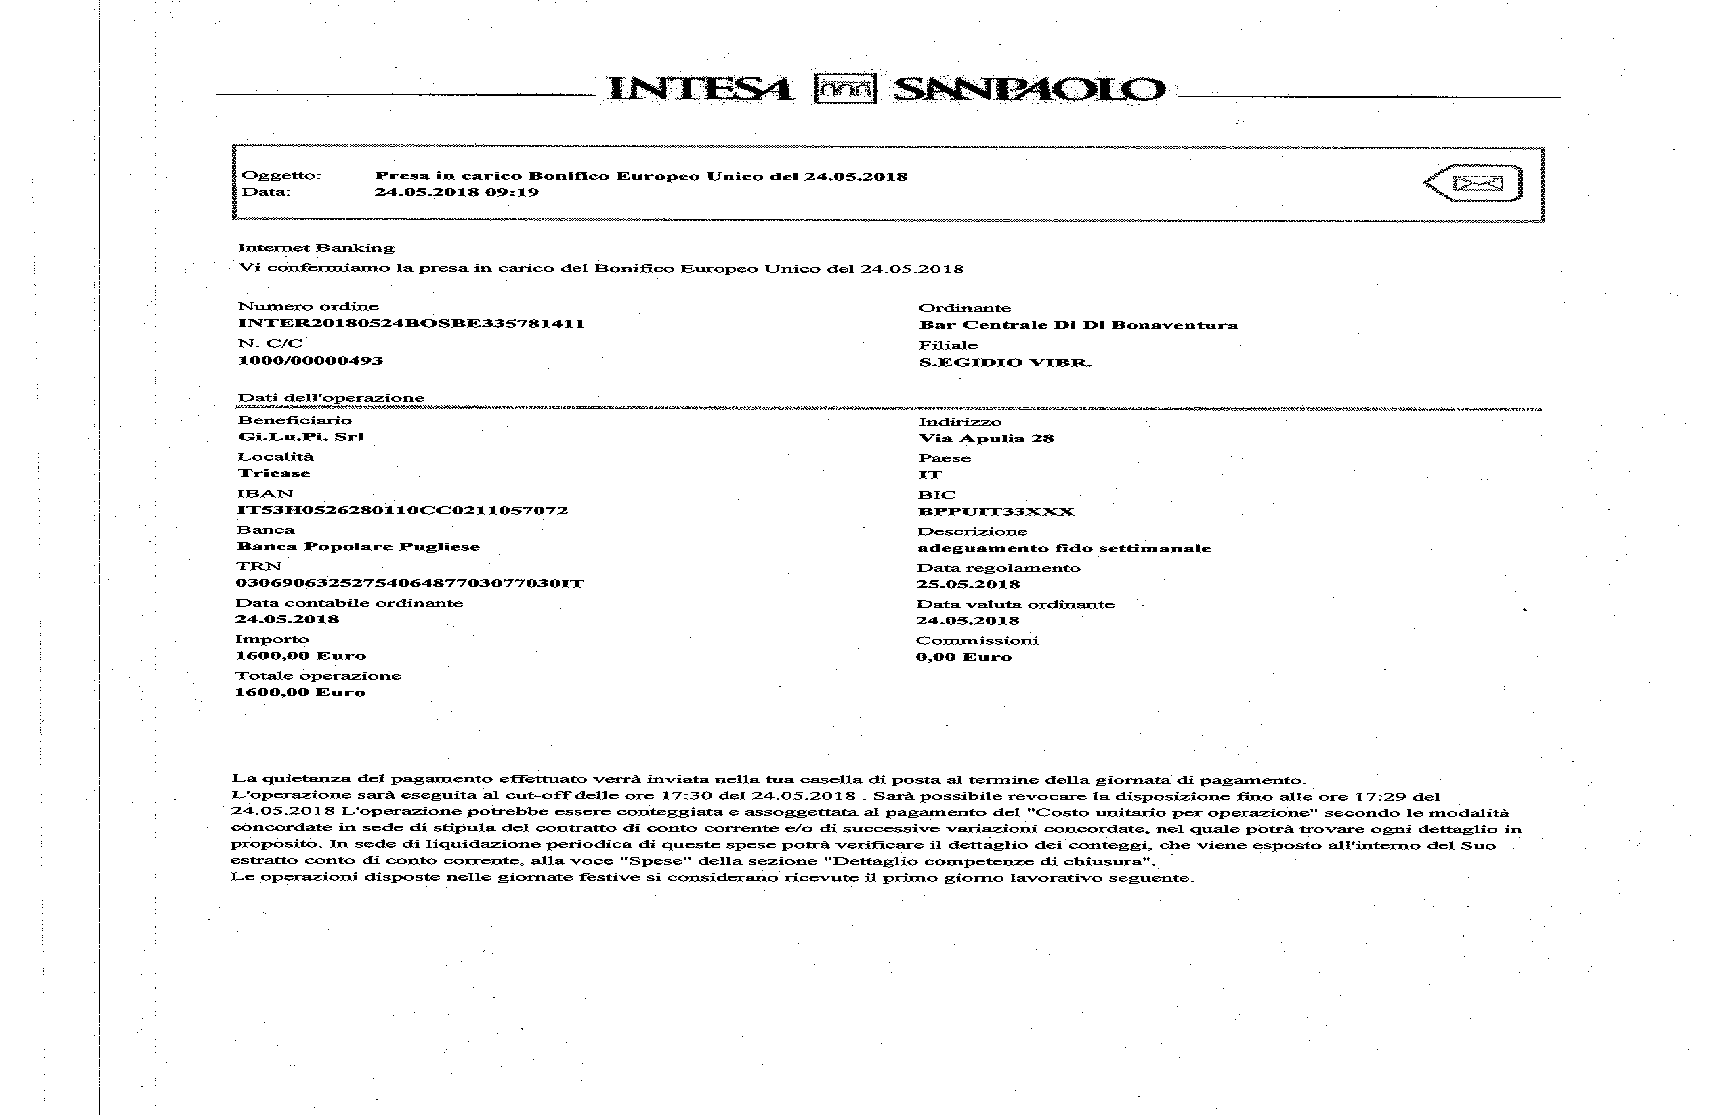 INTESA SANPAOLO
Oggetto: Presa in carico Bonifico Europeo Unico del 24.05.2018
Data: 24.05.2018 09:19
Internet Banking
Vi confermiamo la presa in carico del Bonifico Europeo Unico del 24.05.2018
Numero ordine
INTER20180524BOSBE335781411
N. C/C
1000/00000493
Ordinante
Bar Centrale Di Di Bonaventura
Filiale
S.EGIDIO VIBR.
Dati dell'operazione
Beneficiario
Gi.Lu.Pi. Srl
Località
Tricase
IBAN
IT53H0526280110CC0211057072
Banca
Banca Popolare Pugliese
TRN
0306906325275406487703077030IT
Data contabile ordinante
24.05.2018
Importo
1600,00 Euro
Totale operazione
1600,00 Euro
Indirizzo
Via Apulia 28
Paese
IT
BIC
BPPUIT33XXX
Descrizione
adeguamento fido settimanale
Data regolamento
25.05.2018
Data valuta ordinante
24.05.2018
Commissioni
0,00 Euro
La quietanza del pagamento effettuato verrà inviata nella tua casella di posta al termine della giornata di pagamento.
L'operazione sarà eseguita al cut-off delle ore 17:30 del 24.05.2018 . Sarà possibile revocare la disposizione fino alle ore 17:29 del
24.05.2018 L'operazione potrebbe essere conteggiata e assoggettata al pagamento del "Costo unitario per operazione" secondo le modalità
concordate in sede di stipula del contratto di conto corrente e/o di successive variazioni concordate, nel quale potrà trovare ogni dettaglio in
proposito. In sede di liquidazione periodica di queste spese potrà verificare il dettaglio dei conteggi, che viene esposto all'interno del Suo
estratto conto di conto corrente, alla voce "Spese" della sezione "Dettaglio competenze di chiusura".
Le operazioni disposte nelle giornate festive si considerano ricevute il primo giorno lavorativo seguente.